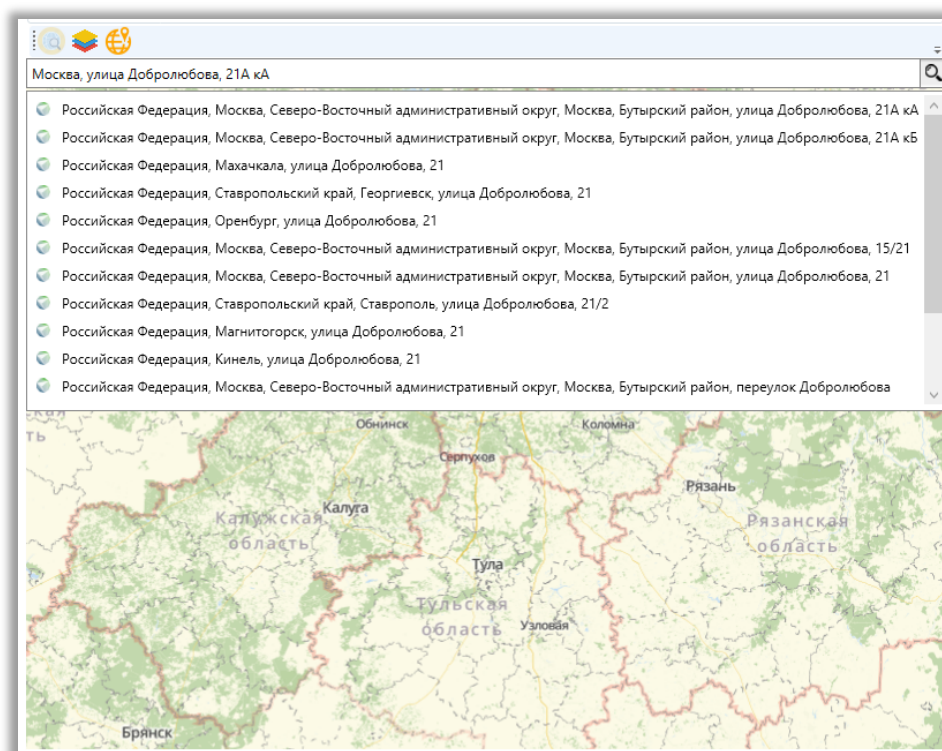 Москва, улица Добролюбова, 21А кА
Российская Федерация, Москва, Северо-Восточный административный округ, Москва, Бутырский район, улица Добролюбова, 21А кА
Российская Федерация, Москва, Северо-Восточный административный округ, Москва, Бутырский район, улица Добролюбова, 21А кБ
Российская Федерация, Махачкала, улица Добролюбова, 21
Российская Федерация, Ставропольский край, Георгиевск, улица Добролюбова, 21
Российская Федерация, Оренбург, улица Добролюбова, 21
Российская Федерация, Москва, Северо-Восточный административный округ, Москва, Бутырский район, улица Добролюбова, 15/21
Российская Федерация, Москва, Северо-Восточный административный округ, Москва, Бутырский район, улица Добролюбова, 21
Российская Федерация, Ставропольский край, Ставрополь, улица Добролюбова, 21/2
Российская Федерация, Магнитогорск, улица Добролюбова, 21
Российская Федерация, Кинель, улица Добролюбова, 21
Российская Федерация, Москва, Северо-Восточный административный округ, Москва, Бутырский район, переулок Добролюбова
Обнинск
Коломна
Серпухов
Рязань
Калуга
Калужская
область
Рязанская
область
Тула
Тульская
область
Узловая
Брянск